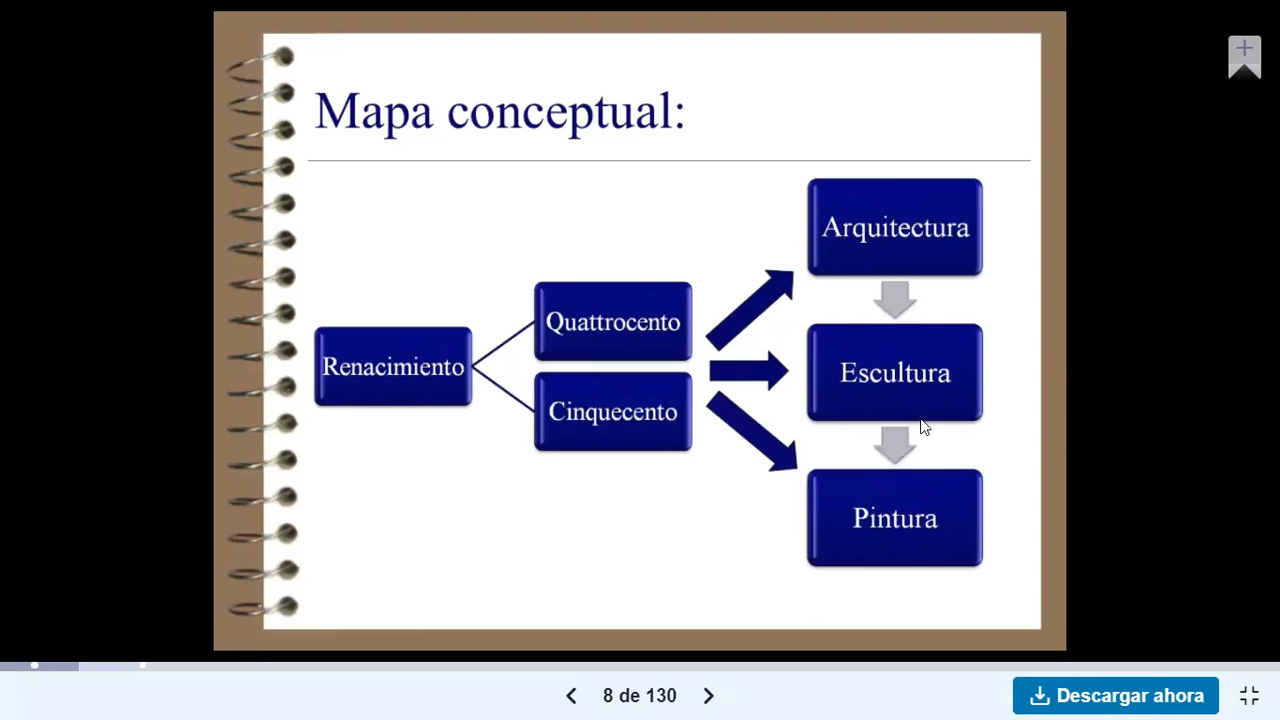 Mapa conceptual:
Renacimiento
Quattrocento
Cinquecento
Arquitectura
Escultura
Pintura
8 de 130
Descargar ahora